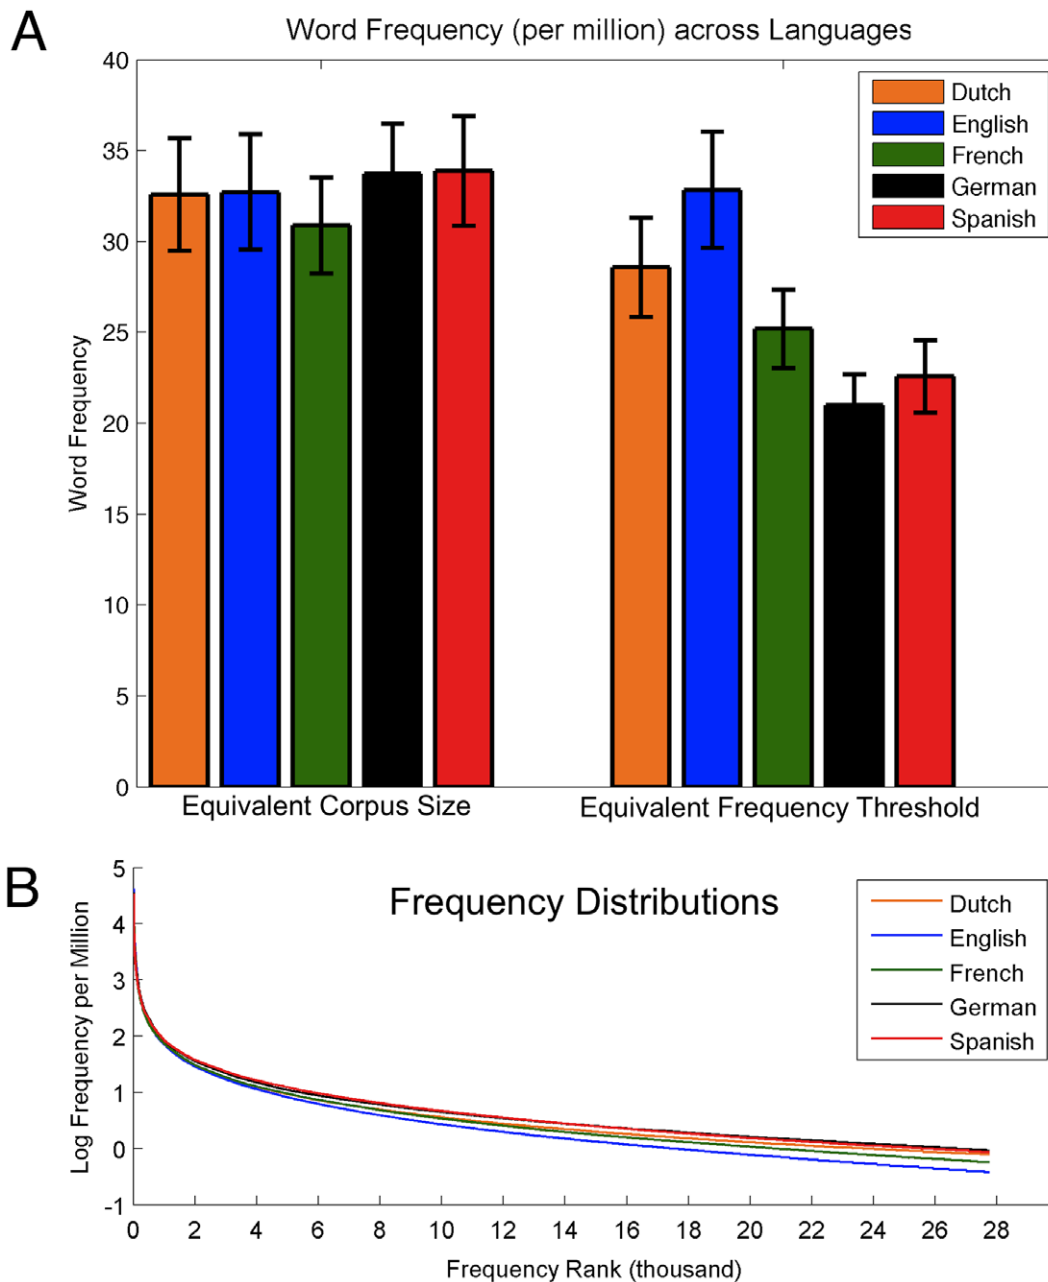 A
Word Frequency (per million) across Languages
40
35
30
25
20
15
10
5
0
Word Frequency
Dutch
English
French
German
Spanish
Equivalent Corpus Size
Equivalent Frequency Threshold
B
Frequency Distributions
5
4
3
2
1
0
-1
Log Frequency per Million
Dutch
English
French
German
Spanish
0 2 4 6 8 10 12 14 16 18 20 22 24 26 28
Frequency Rank (thousand)